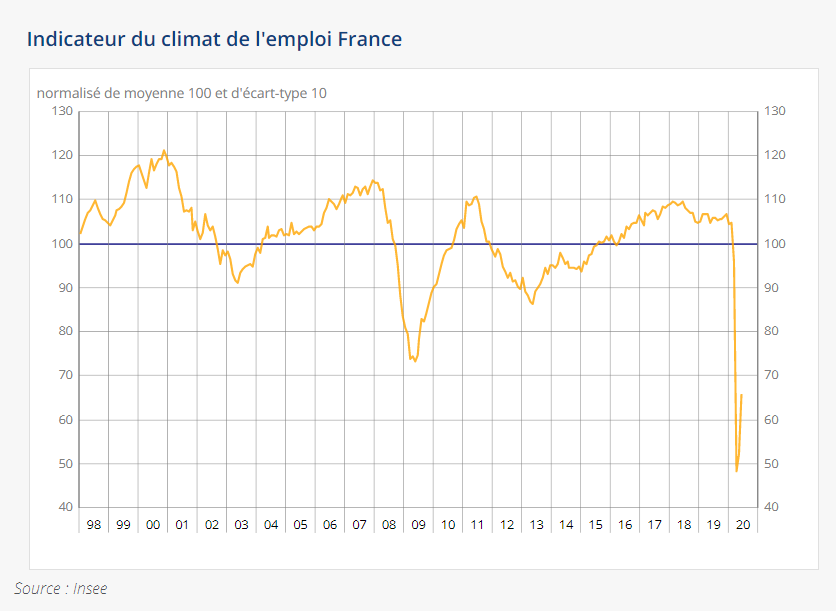 Indicateur du climat de l'emploi France
normalisé de moyenne 100 et d'écart-type 10
130 130
120 120
110 110
100 100
90 90
80 80
70 70
60 60
50 50
40 40
98 99 00 01 02 03 04 05 06 07 08 09 10 11 12 13 14 15 16 17 18 19 20
Source : Insee